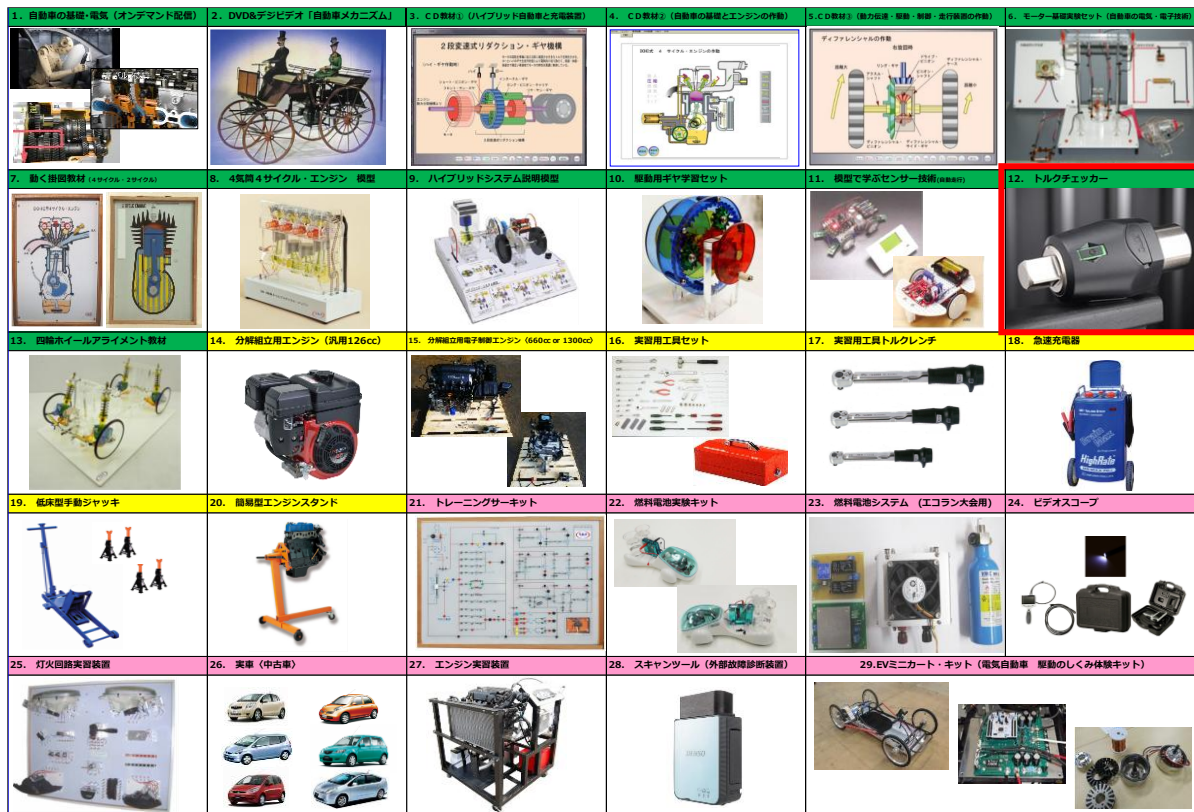 1．自動車の基礎・電気（オンデマンド配信）
2．DVD&デジビデオ「自動車メカニズム」
3．ＣＤ教材①（ハイブリッド自動車と充電装置）
4．ＣＤ教材②（自動車の基礎とエンジンの作動）
5.ＣＤ教材③（動力伝達・駆動・制御・走行装置の作動）
6．モーター基礎実験セット（自動車の電気・電子技術）
２段変速式リダクション・ギヤ機構
ディファレンシャルの作動
右旋回時
7．動く掛図教材（4サイクル・2サイクル）
8．4気筒４サイクル・エンジン　模型
9．ハイブリッドシステム説明模型
10．駆動用ギヤ学習セット
11．模型で学ぶセンサー技術(自動走行)
12．トルクチェッカー
13．四輪ホイールアライメント教材
14．分解組立用エンジン（汎用126cc）
15．分解組立用電子制御エンジン〈660cc or 1300cc〉
16．実習用工具セット
17．実習用工具トルクレンチ
18．急速充電器
HighRate
19．低床型手動ジャッキ
20．簡易型エンジンスタンド
21．トレーニングサーキット
22．燃料電池実験キット
23．燃料電池システム　(エコラン大会用)
24．ビデオスコープ
25．灯火回路実習装置
26．実車〈中古車〉
27．エンジン実習装置
28．スキャンツール（外部故障診断装置）
29.EVミニカート・キット（電気自動車　駆動のしくみ体験キット）
DENSO